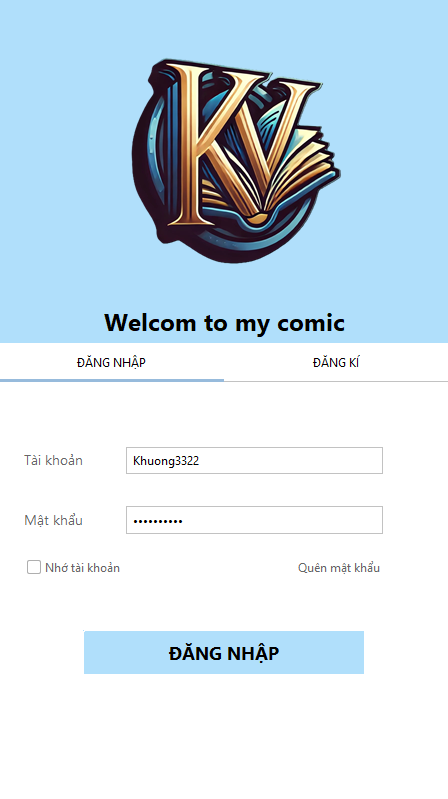 KV
Welcom to my comic
ĐĂNG NHẬP
ĐĂNG KÍ
Tài khoản
Khuong3322
Mật khẩu
••••••••••
Nhớ tài khoản
Quên mật khẩu
ĐĂNG NHẬP